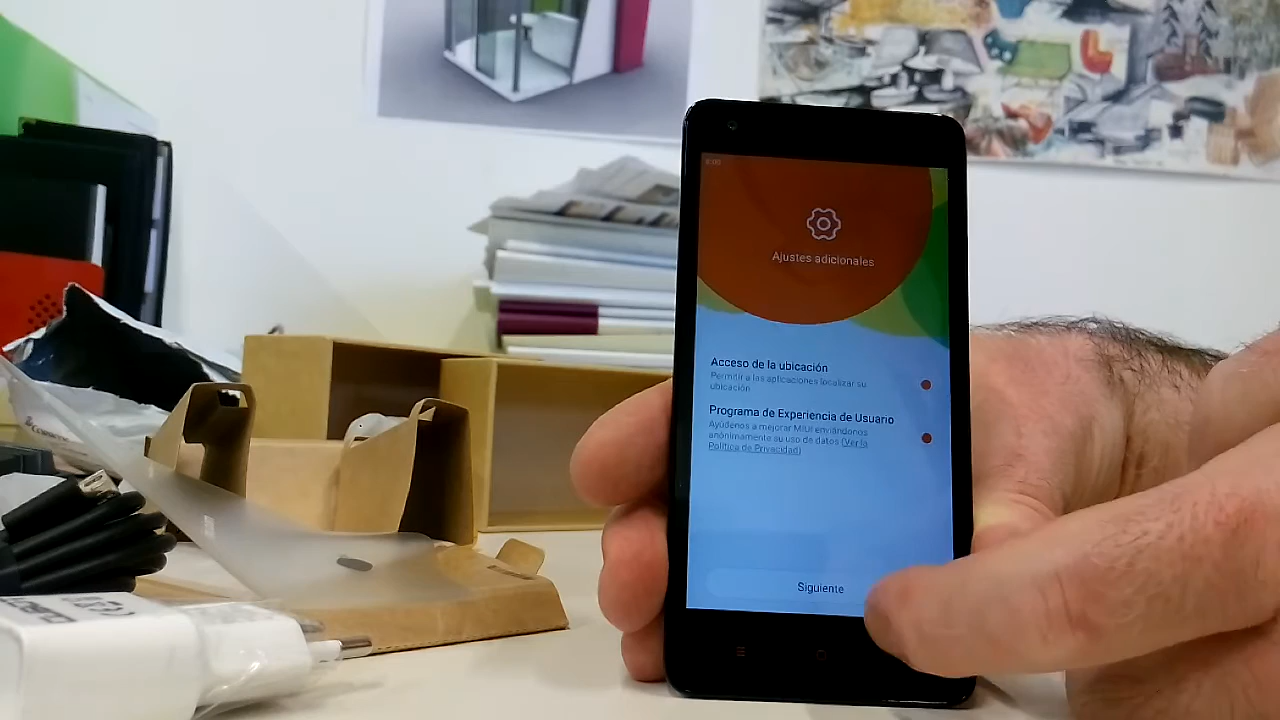 Ajustes adicionales
Acceso de la ubicación
Permitir a las aplicaciones localizar su
ubicación
Programa de Experiencia de Usuario
Ayúdenos a mejorar MIUI enviándonos
anónimamente su uso de datos (Ver la
Política de Privacidad)
Siguiente